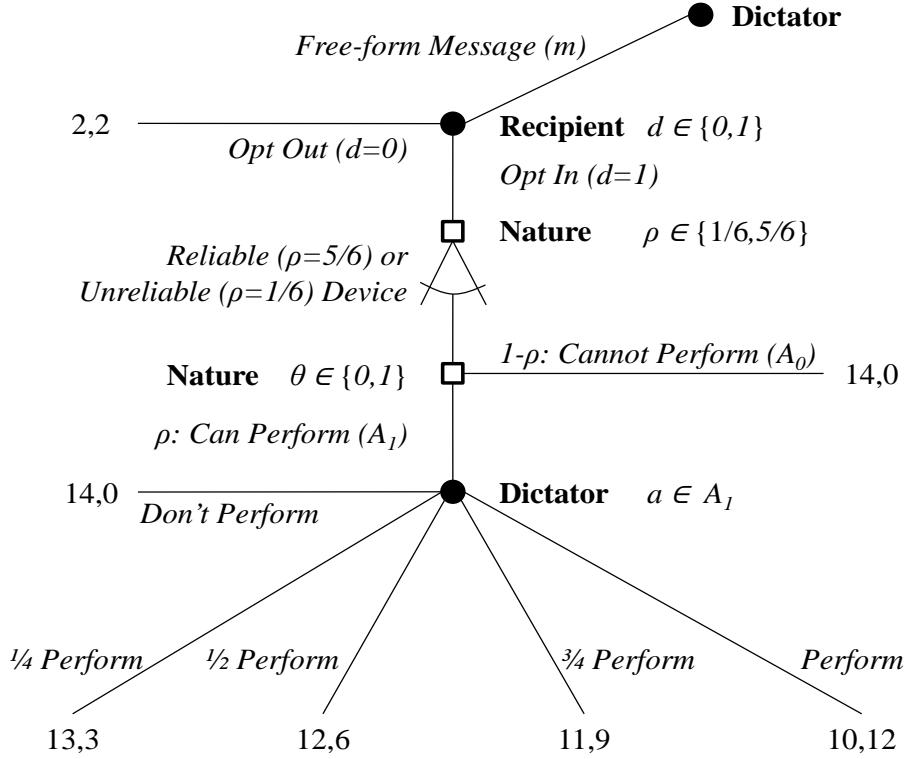 Dictator
Free-form Message (m)
2,2
Recipient d ∈ {0,1}
Opt Out (d=0)
Opt In (d=1)
Nature ρ ∈ {1/6,5/6}
Reliable (ρ=5/6) or
Unreliable (ρ=1/6) Device
1-ρ: Cannot Perform (A₀)
Nature θ ∈ {0,1}
14,0
ρ: Can Perform (A₁)
14,0
Dictator a ∈ A₁
Don't Perform
¼ Perform
½ Perform
¾ Perform
Perform
13,3
12,6
11,9
10,12